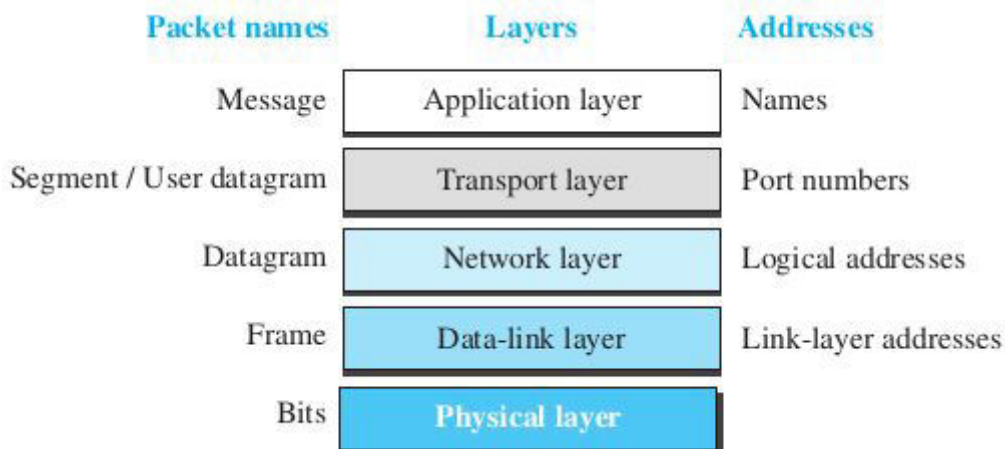 Packet names Layers Addresses
Message Application layer Names
Segment / User datagram Transport layer Port numbers
Datagram Network layer Logical addresses
Frame Data-link layer Link-layer addresses
Bits Physical layer